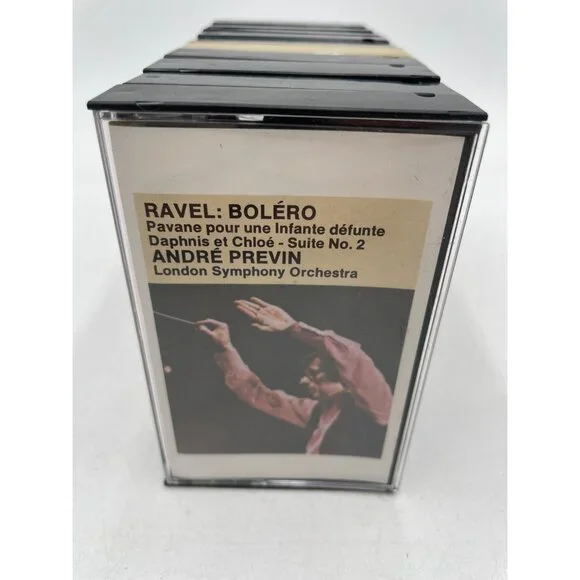 RAVEL: BOLÉRO
Pavane pour une Infante défunte
Daphnis et Chloé - Suite No. 2
ANDRÉ PREVIN
London Symphony Orchestra